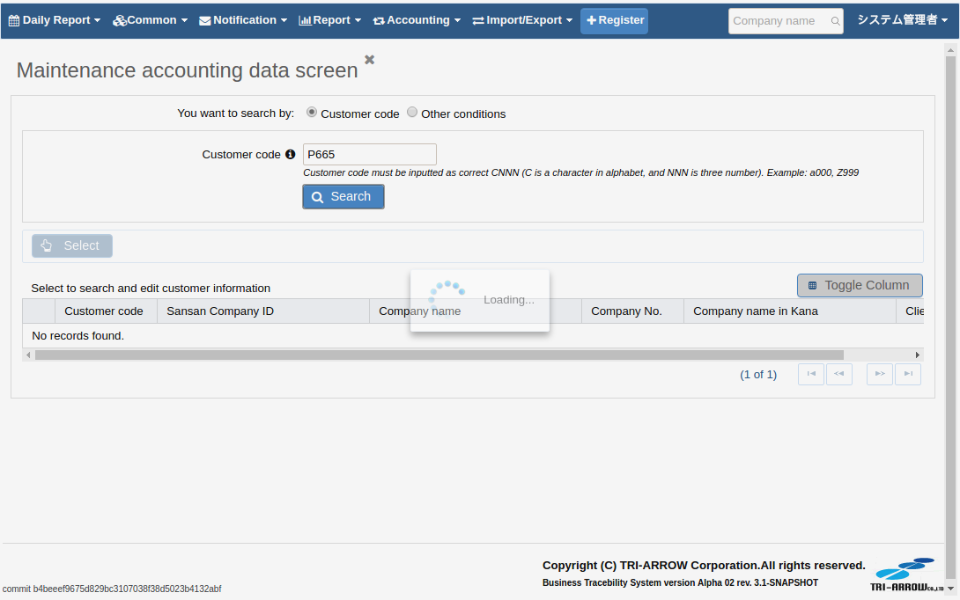 Daily Report Common Notification Report Accounting Import/Export Register Company name システム管理者
Maintenance accounting data screen
You want to search by: Customer code Other conditions
Customer code P665
Customer code must be inputted as correct CNNN (C is a character in alphabet, and NNN is three number). Example: a000, Z999
Search
Select
Toggle Column
Select to search and edit customer information
Loading...
Customer code Sansan Company ID Company name Company No. Company name in Kana Clie
No records found.
(1 of 1)
Copyright (C) TRI-ARROW Corporation.All rights reserved.
Business Tracebility System version Alpha 02 rev. 3.1-SNAPSHOT
TRI-ARROW CO.,LTD
commit b4beeef9675d829bc3107038f38d5023b4132abf